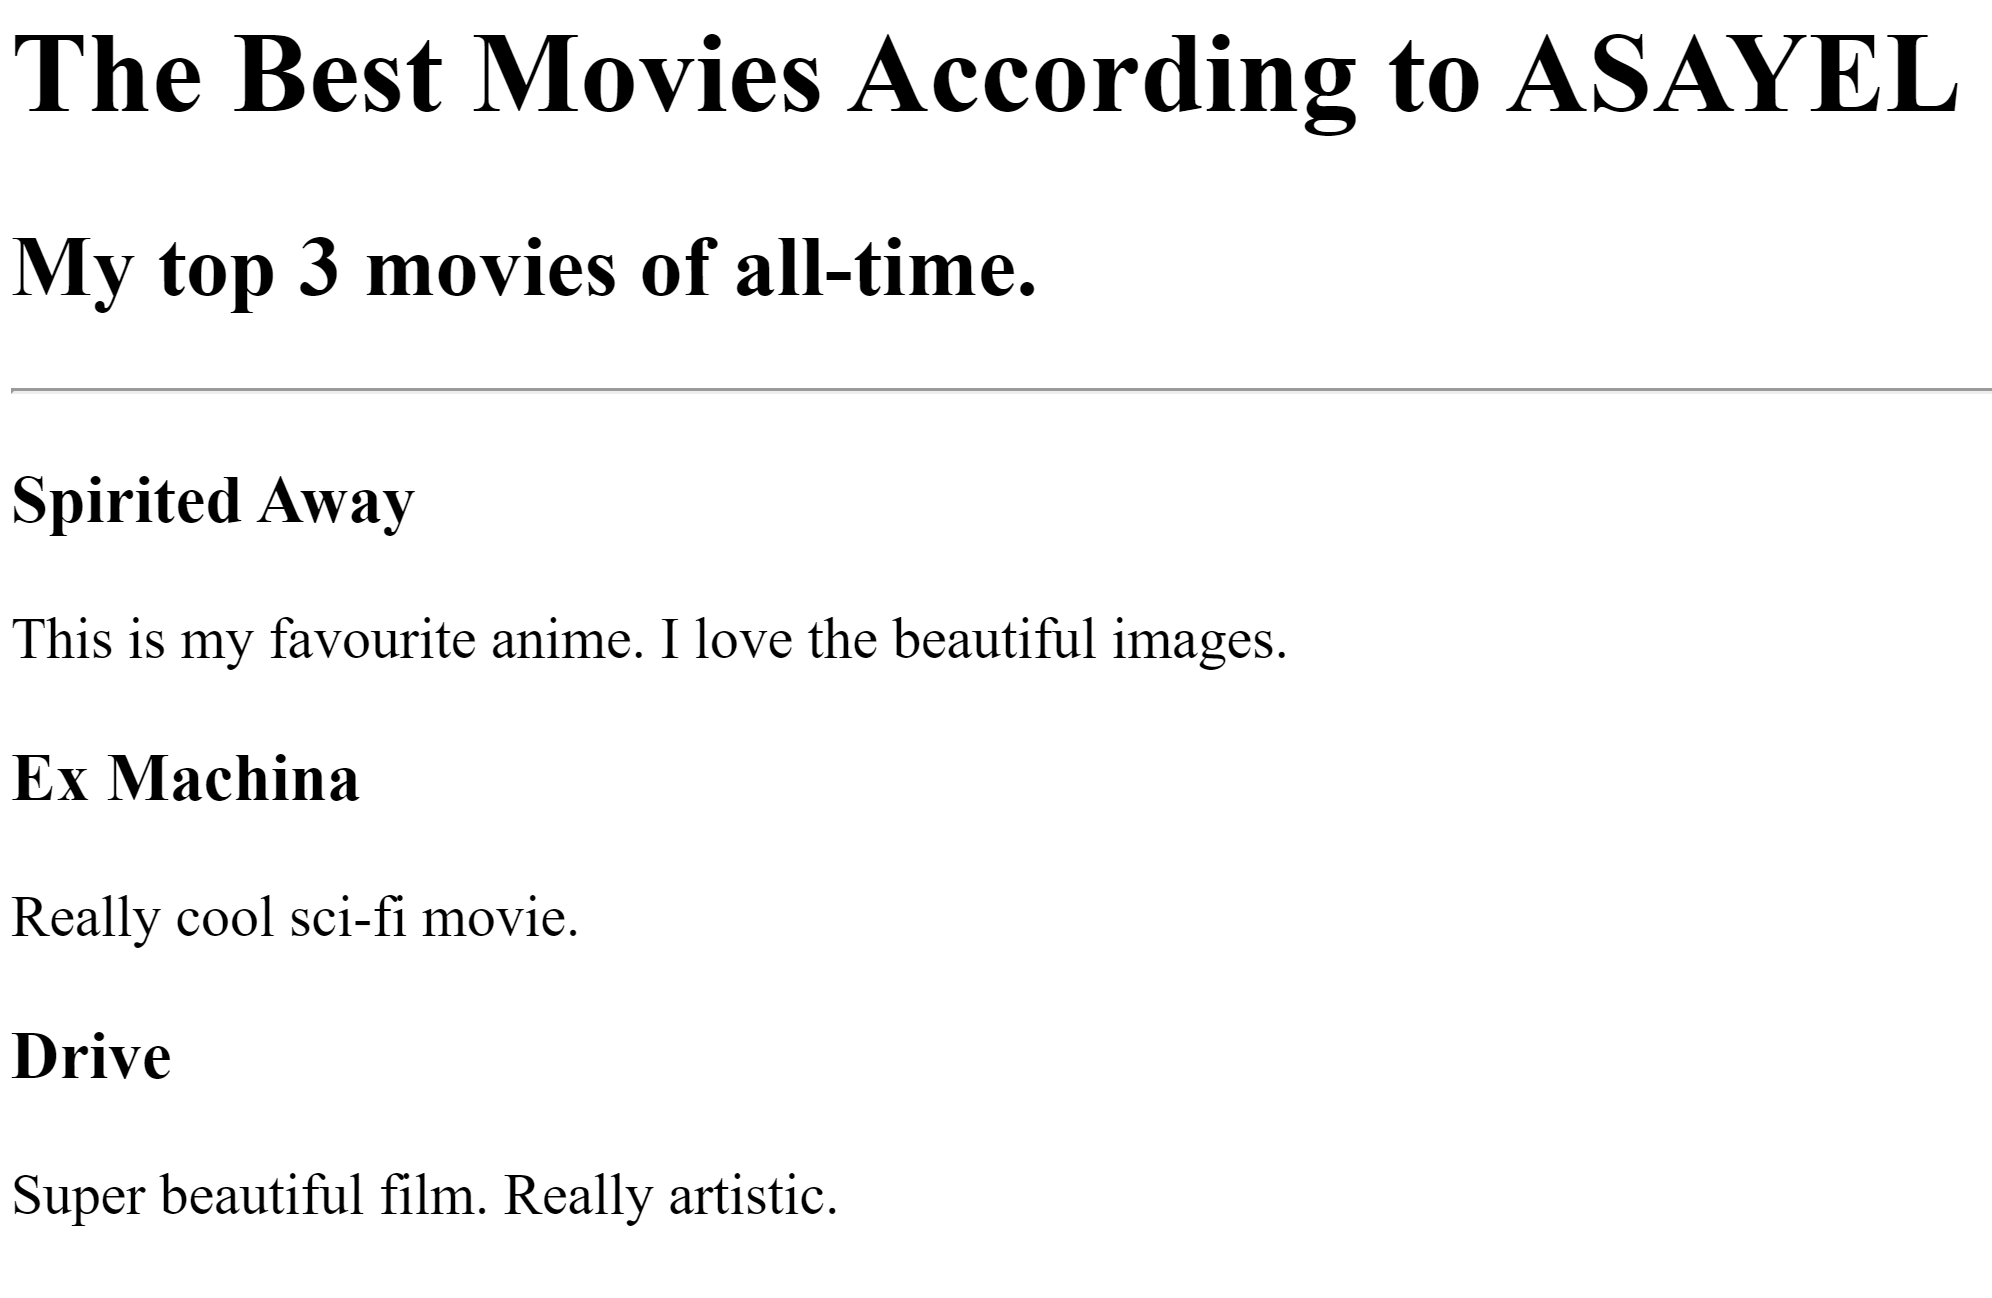 The Best Movies According to ASAYEL
My top 3 movies of all-time.
Spirited Away
This is my favourite anime. I love the beautiful images.
Ex Machina
Really cool sci-fi movie.
Drive
Super beautiful film. Really artistic.